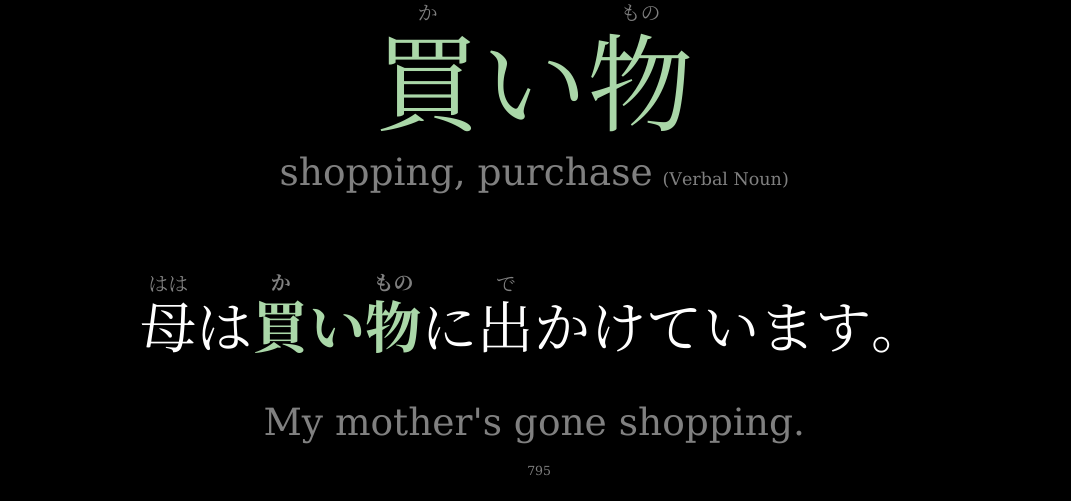 か もの
買い物
shopping, purchase (Verbal Noun)
はは か もの で
母は買い物に出かけています。
My mother's gone shopping.
795